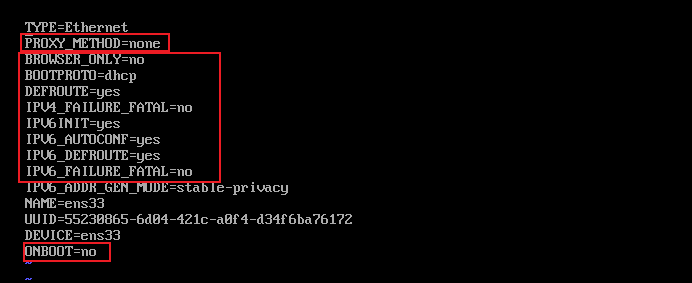 TYPE=Ethernet
PROXY_METHOD=none
BROWSER_ONLY=no
BOOTPROTO=dhcp
DEFROUTE=yes
IPV4_FAILURE_FATAL=no
IPV6INIT=yes
IPV6_AUTOCONF=yes
IPV6_DEFROUTE=yes
IPV6_FAILURE_FATAL=no
IPV6_ADDR_GEN_MODE=stable-privacy
NAME=ens33
UUID=55230865-6d04-421c-a0f4-d34f6ba76172
DEVICE=ens33
ONBOOT=no
~
~